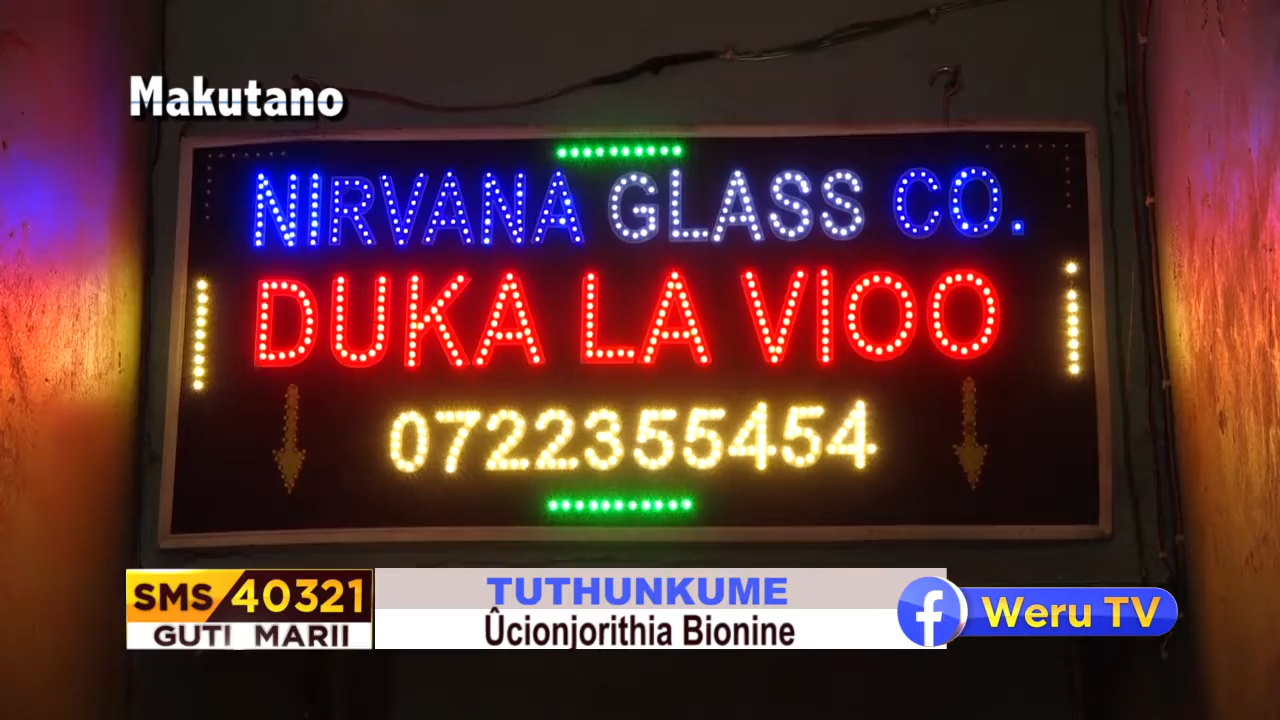 Makutano
NIRVANA GLASS CO.
DUKA LA VIOO
0722355454
SMS 40321
GUTI MARII
TUTHUNKUME
Ûcionjorithia Bionine
f Weru TV